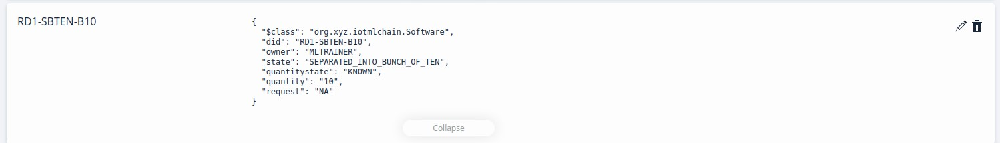 RD1-SBTEN-B10
{
"$class": "org.xyz.iotmlchain.Software",
"did": "RD1-SBTEN-B10",
"owner": "MLTRAINER",
"state": "SEPARATED_INTO_BUNCH_OF_TEN",
"quantitystate": "KNOWN",
"quantity": "10",
"request": "NA"
}
Collapse